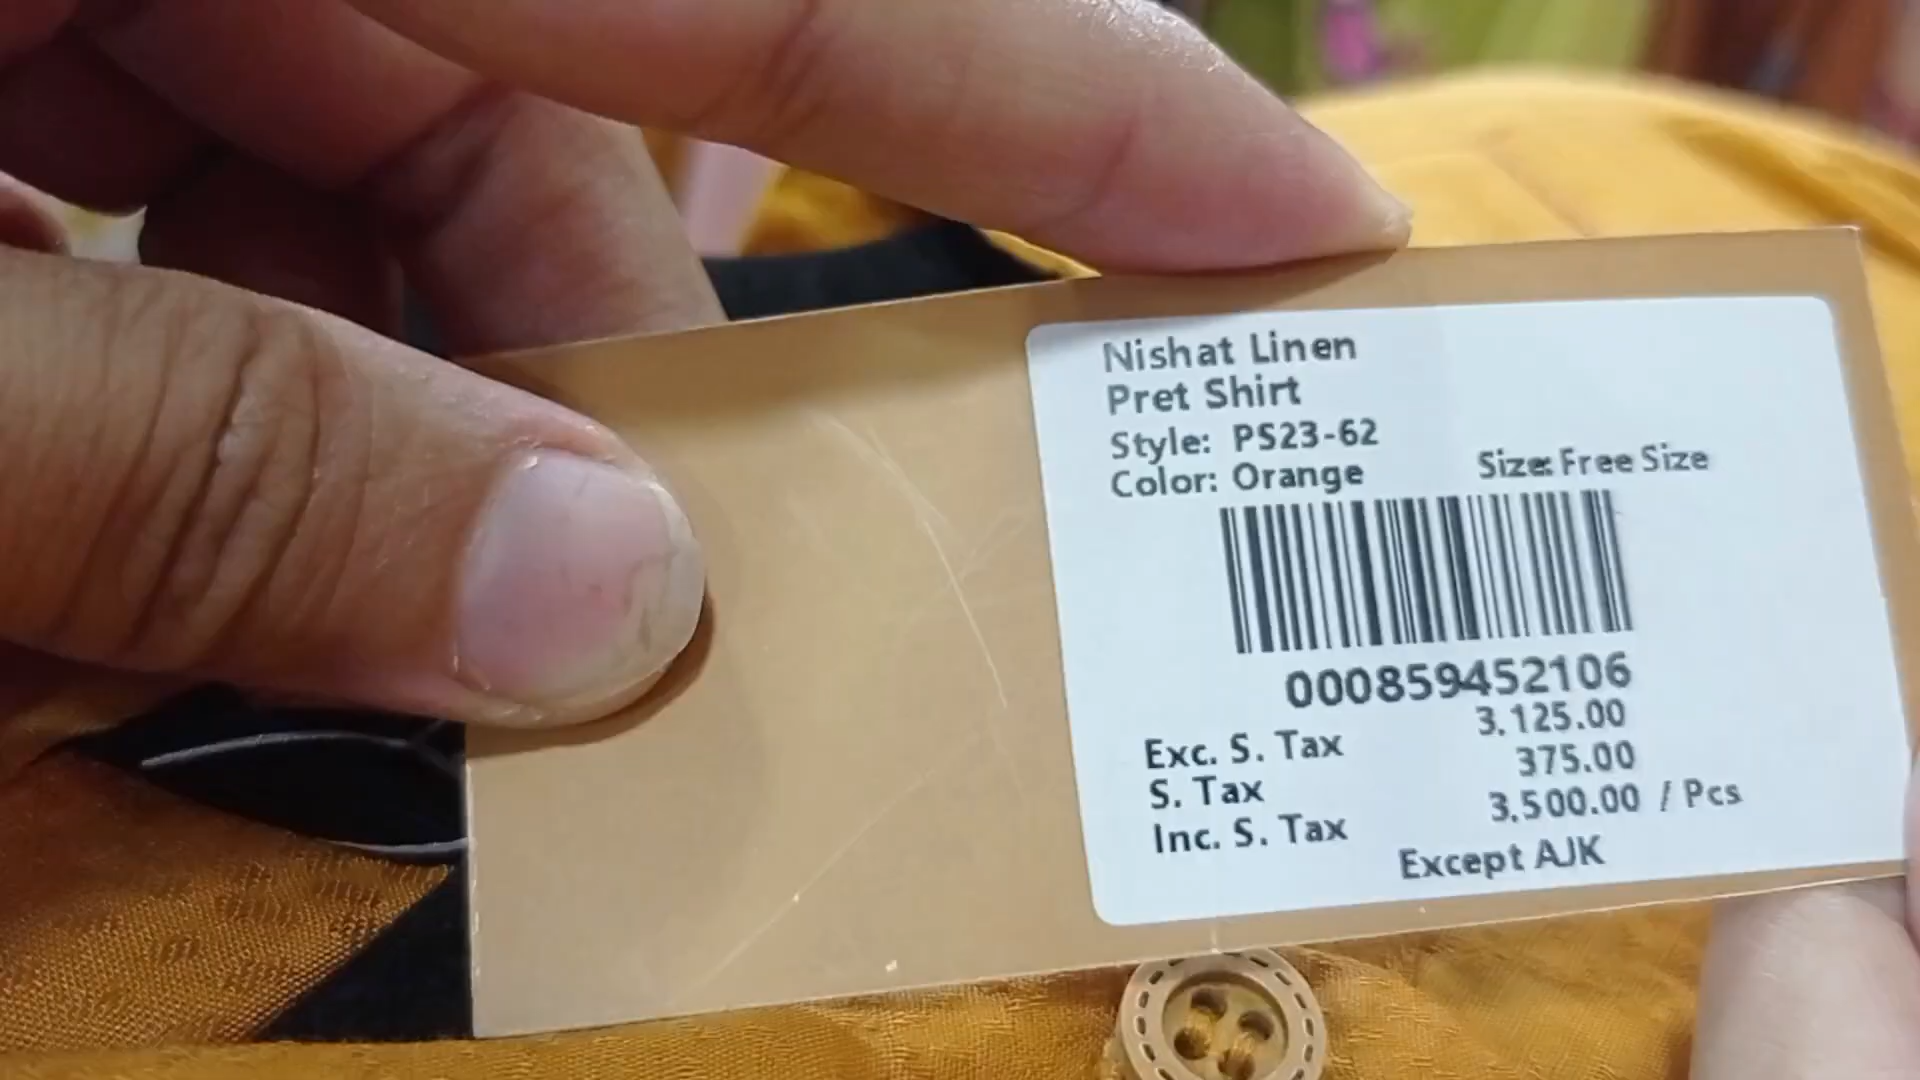 Nishat Linen
Pret Shirt
Style: PS23-62
Color: Orange Size: Free Size
000859452106
Exc. S. Tax 3,125.00
S. Tax 375.00
Inc. S. Tax 3,500.00 / Pcs
Except AJK